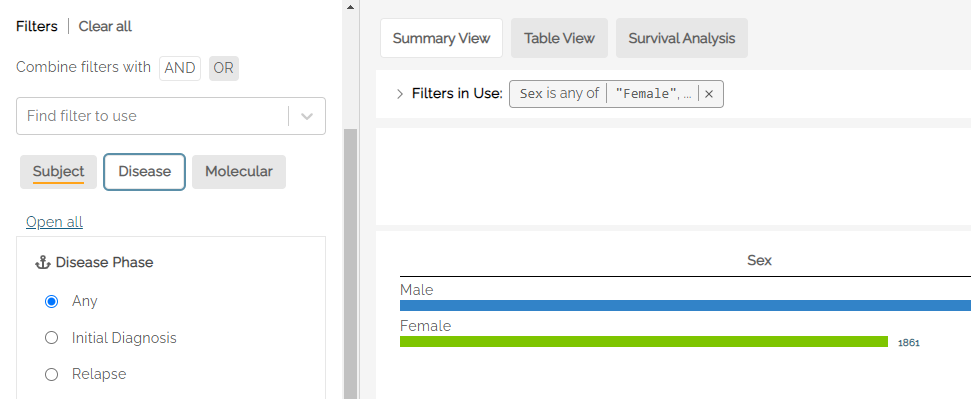 Filters | Clear all
Combine filters with AND OR
Find filter to use
Subject Disease Molecular
Open all
Disease Phase
Any
Initial Diagnosis
Relapse
Summary View Table View Survival Analysis
Filters in Use: Sex is any of "Female", ... ×
Sex
Male
Female
1861